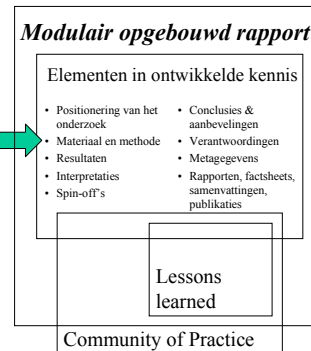 Modulair opgebouwd rapport
Elementen in ontwikkelde kennis
• Positionering van het
onderzoek
• Materiaal en methode
• Resultaten
• Interpretaties
• Spin-off's
• Conclusies &
aanbevelingen
• Verantwoordingen
• Metagegevens
• Rapporten, factsheets,
samenvattingen,
publikaties
Lessons
learned
Community of Practice